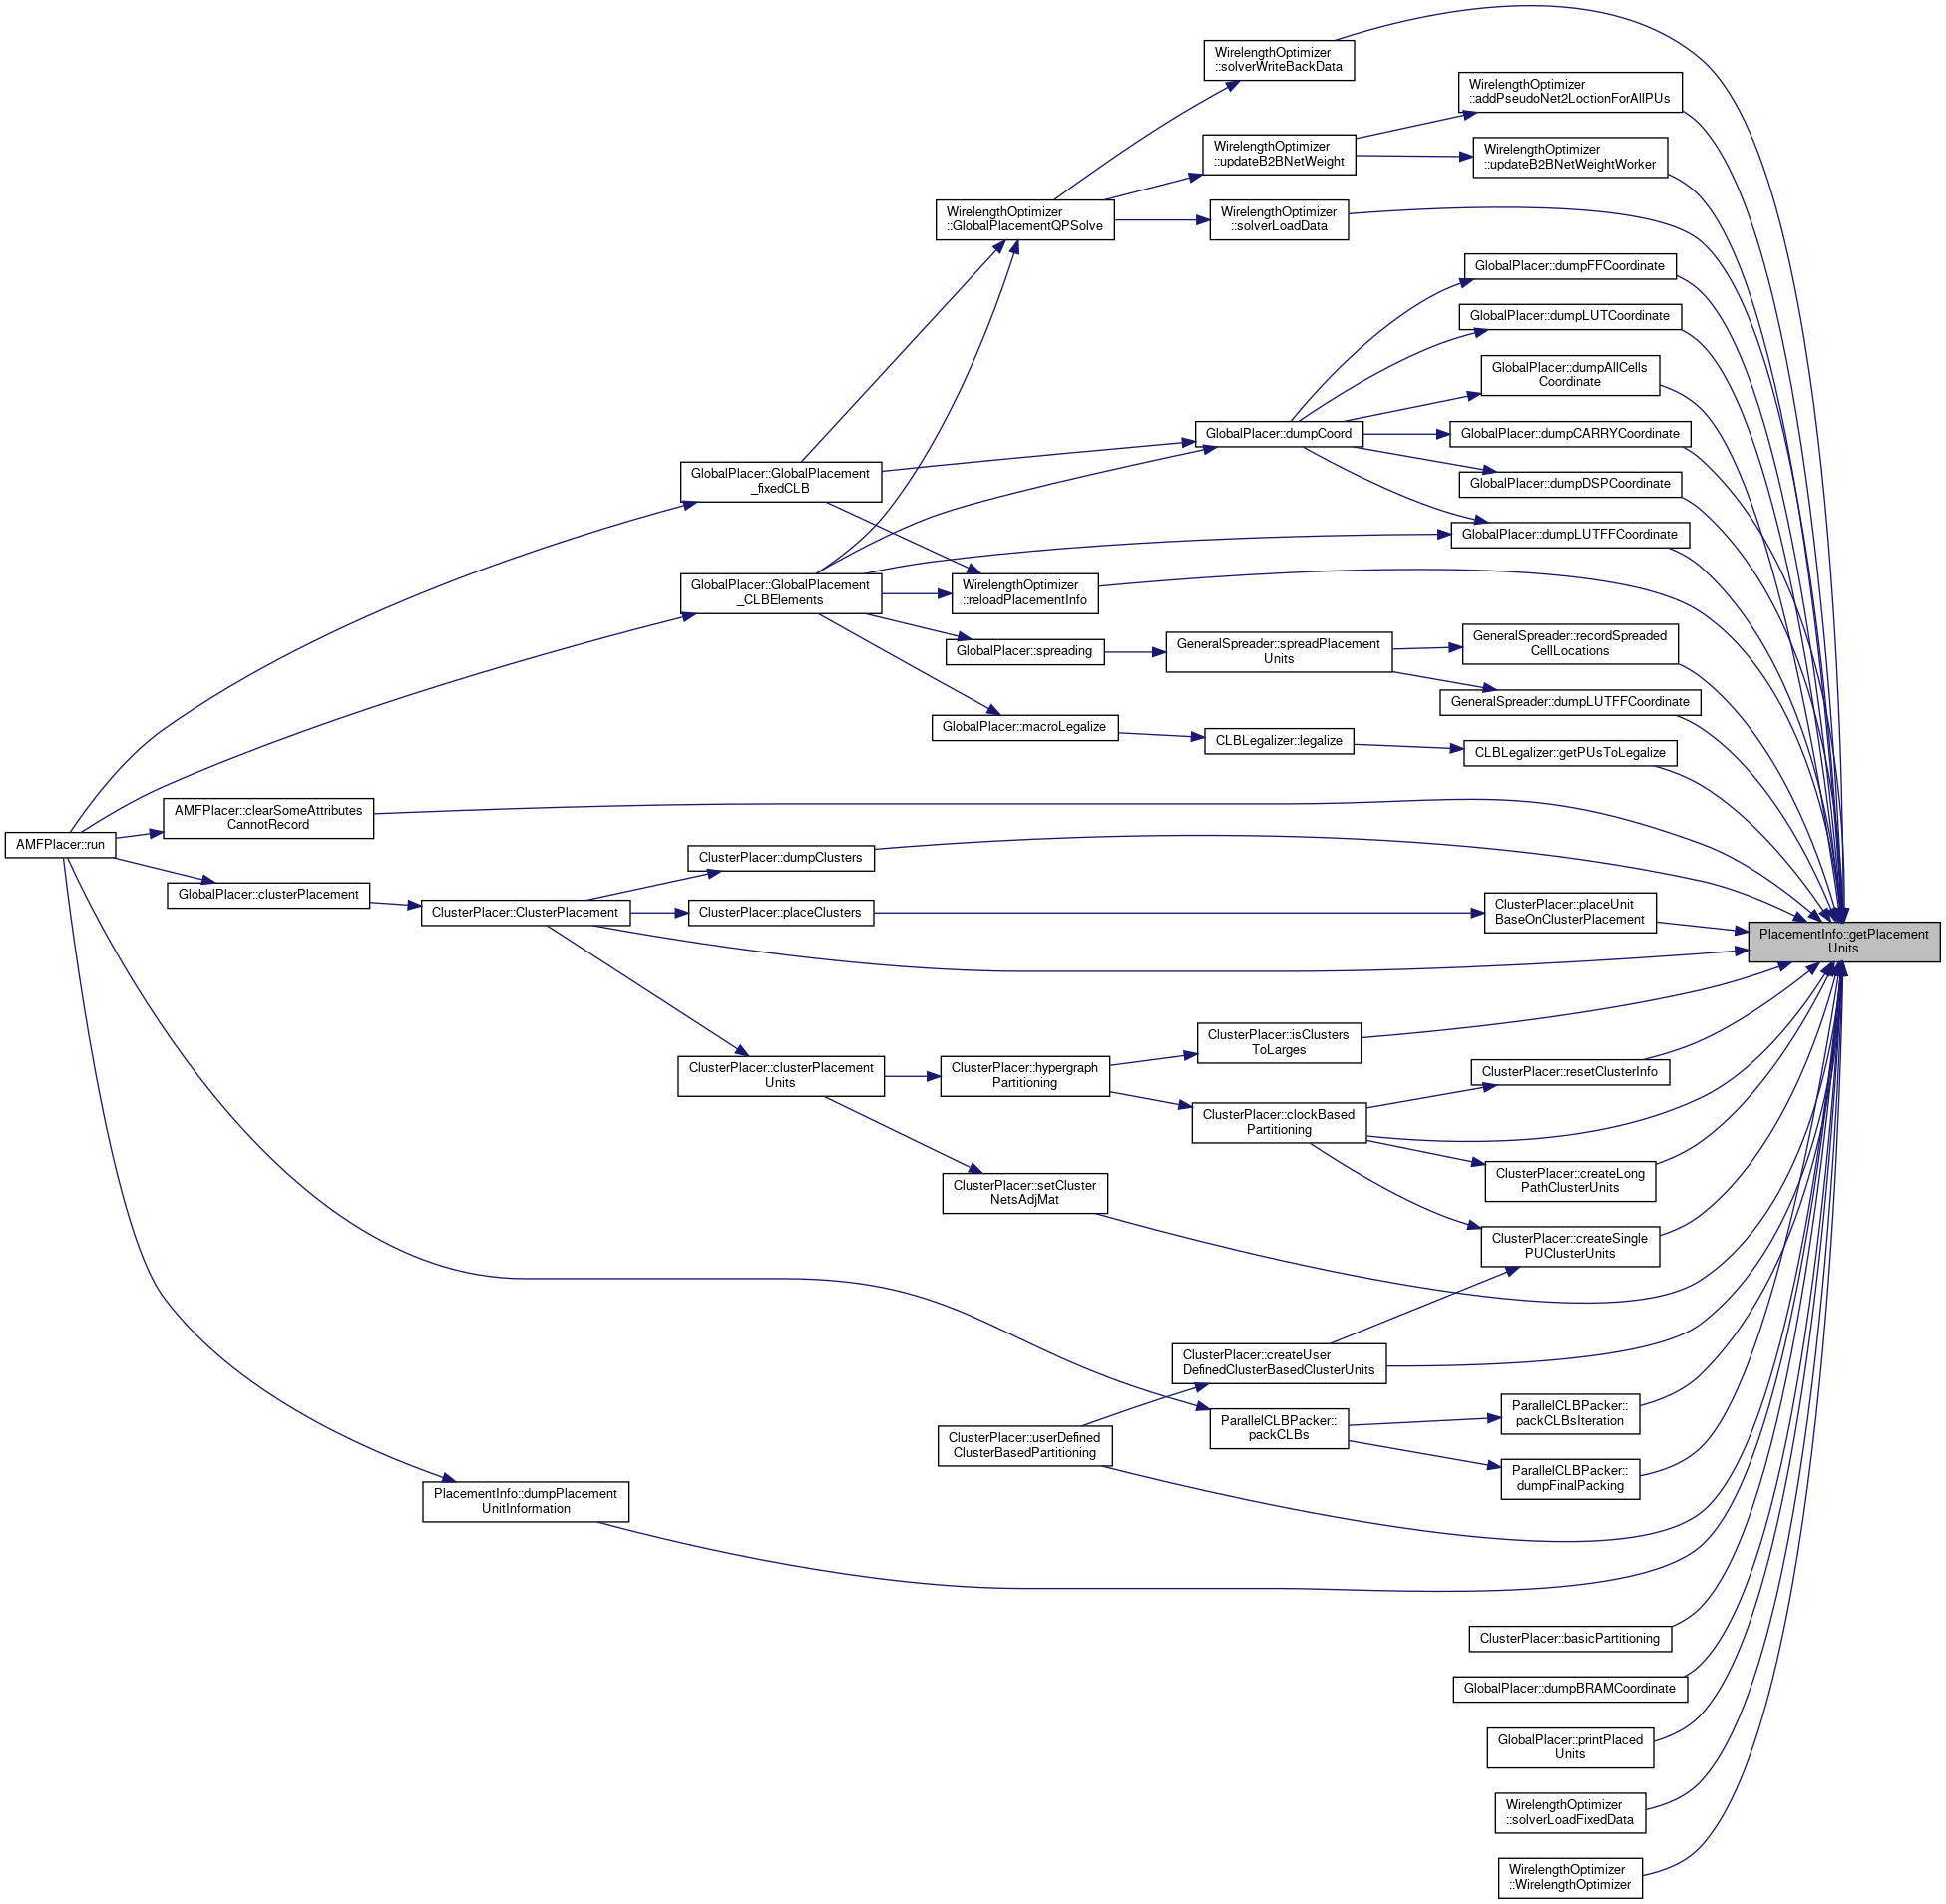 WirelengthOptimizer
::solverWriteBackData
WirelengthOptimizer
::addPseudoNet2LoctionForAllPUs
WirelengthOptimizer
::updateB2BNetWeight
WirelengthOptimizer
::updateB2BNetWeightWorker
WirelengthOptimizer
::GlobalPlacementQPSolve
WirelengthOptimizer
::solverLoadData
GlobalPlacer::dumpFFCoordinate
GlobalPlacer::dumpLUTCoordinate
GlobalPlacer::dumpAllCells
Coordinate
GlobalPlacer::dumpCoord
GlobalPlacer::dumpCARRYCoordinate
GlobalPlacer::GlobalPlacement
_fixedCLB
GlobalPlacer::dumpDSPCoordinate
GlobalPlacer::dumpLUTFFCoordinate
GlobalPlacer::GlobalPlacement
_CLBElements
WirelengthOptimizer
::reloadPlacementInfo
GlobalPlacer::spreading
GeneralSpreader::spreadPlacement
Units
GeneralSpreader::recordSpreaded
CellLocations
GeneralSpreader::dumpLUTFFCoordinate
GlobalPlacer::macroLegalize
CLBLegalizer::legalize
CLBLegalizer::getPUsToLegalize
AMFPlacer::clearSomeAttributes
CannotRecord
AMFPlacer::run
ClusterPlacer::dumpClusters
GlobalPlacer::clusterPlacement
ClusterPlacer::ClusterPlacement
ClusterPlacer::placeClusters
ClusterPlacer::placeUnit
BaseOnClusterPlacement
PlacementInfo::getPlacement
Units
ClusterPlacer::isClusters
ToLarges
ClusterPlacer::clusterPlacement
Units
ClusterPlacer::hypergraph
Partitioning
ClusterPlacer::resetClusterInfo
ClusterPlacer::clockBased
Partitioning
ClusterPlacer::createLong
PathClusterUnits
ClusterPlacer::setCluster
NetsAdjMat
ClusterPlacer::createSingle
PUClusterUnits
ClusterPlacer::createUser
DefinedClusterBasedClusterUnits
ParallelCLBPacker::
packCLBsIteration
ParallelCLBPacker::
packCLBs
ClusterPlacer::userDefined
ClusterBasedPartitioning
ParallelCLBPacker::
dumpFinalPacking
PlacementInfo::dumpPlacement
UnitInformation
ClusterPlacer::basicPartitioning
GlobalPlacer::dumpBRAMCoordinate
GlobalPlacer::printPlaced
Units
WirelengthOptimizer
::solverLoadFixedData
WirelengthOptimizer
::WirelengthOptimizer